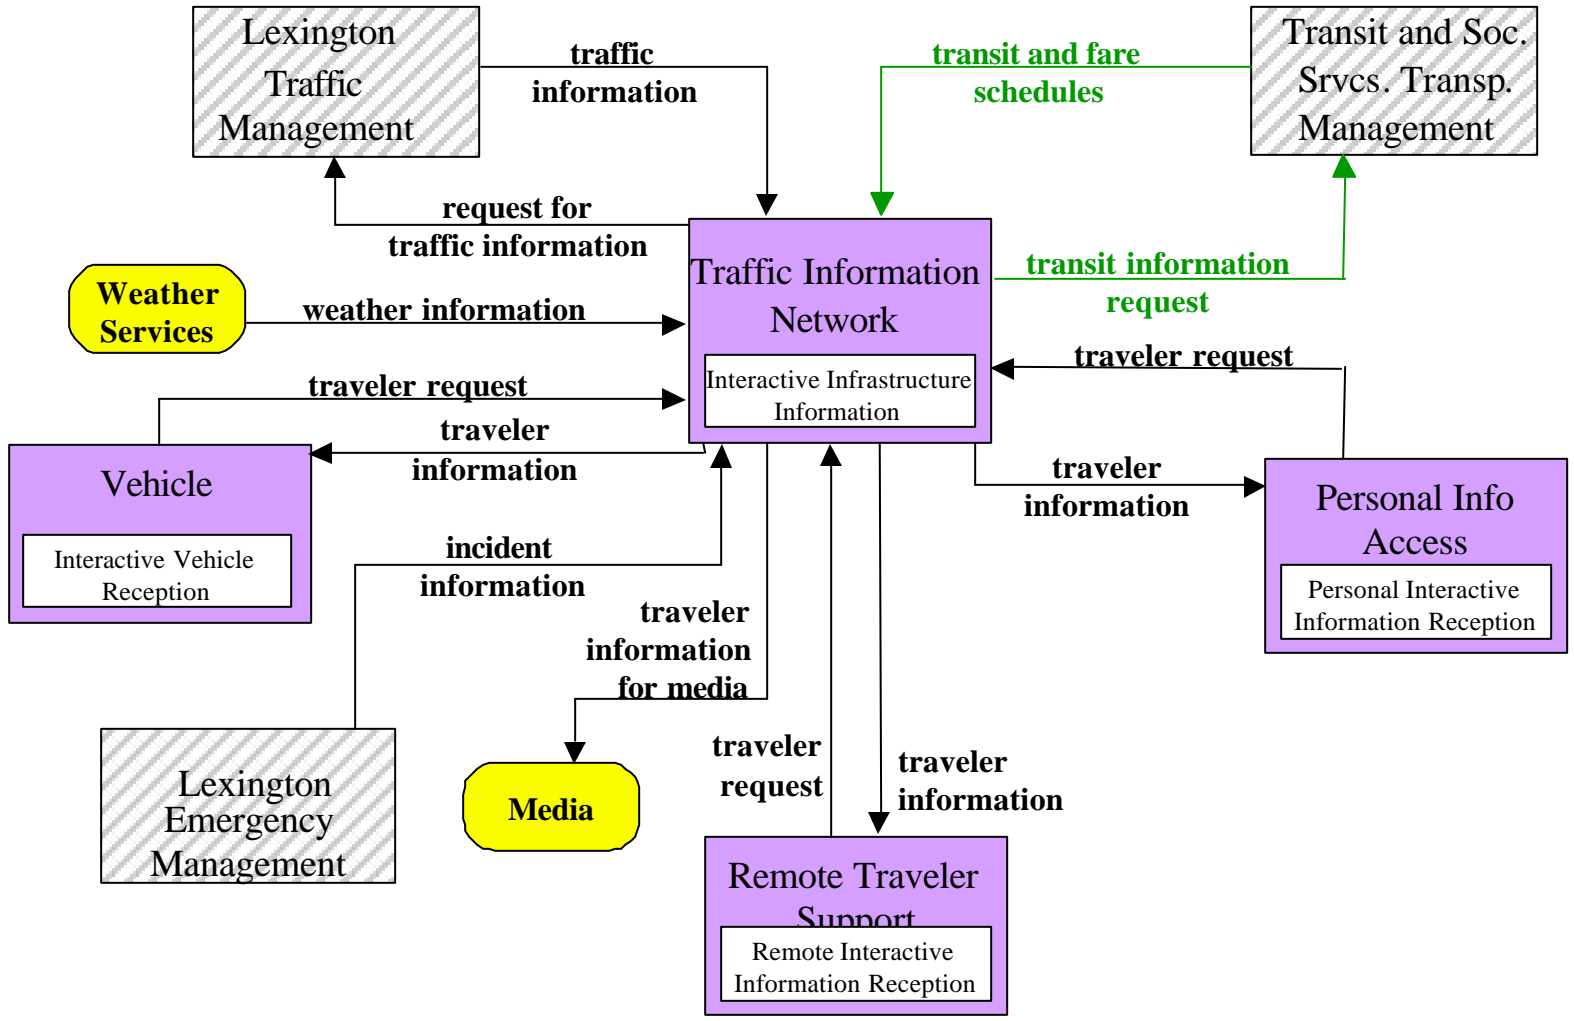 Lexington
Traffic
Management
traffic
information
transit and fare
schedules
Transit and Soc.
Srvcs. Transp.
Management
request for
traffic information
Weather
Services
weather information
Traffic Information
Network
Interactive Infrastructure
Information
transit information
request
traveler request
traveler request
traveler
information
Vehicle
Interactive Vehicle
Reception
traveler
information
Personal Info
Access
Personal Interactive
Information Reception
incident
information
traveler
information
for media
Lexington
Emergency
Management
Media
traveler
request
traveler
information
Remote Traveler
Support
Remote Interactive
Information Reception